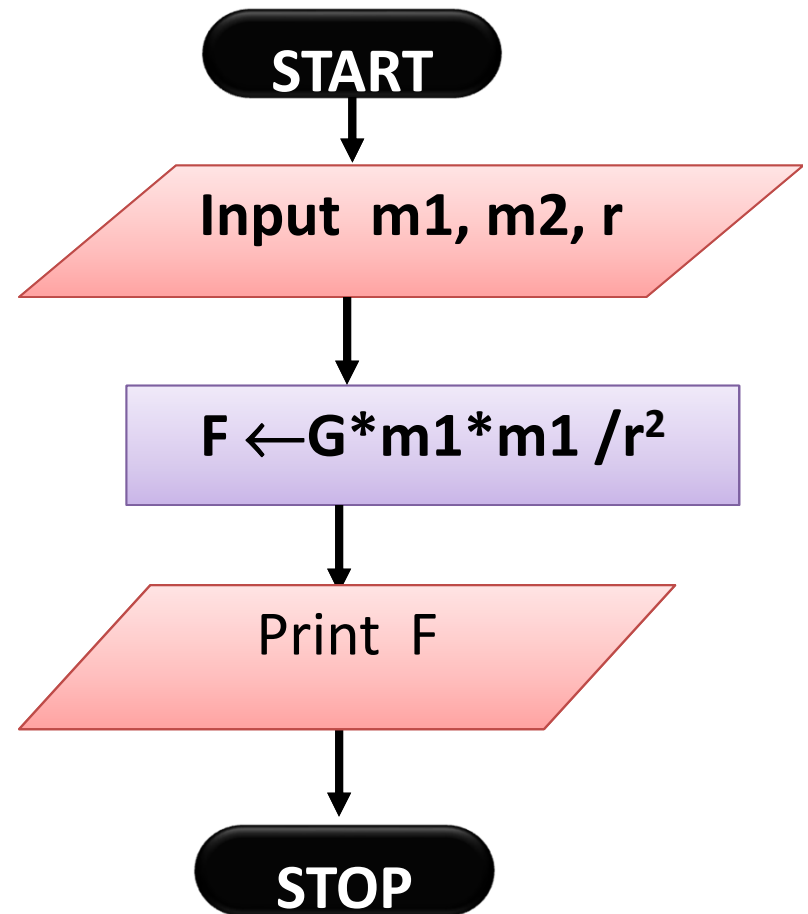 START
Input m1, m2, r
F ←G*m1*m1 /r²
Print F
STOP